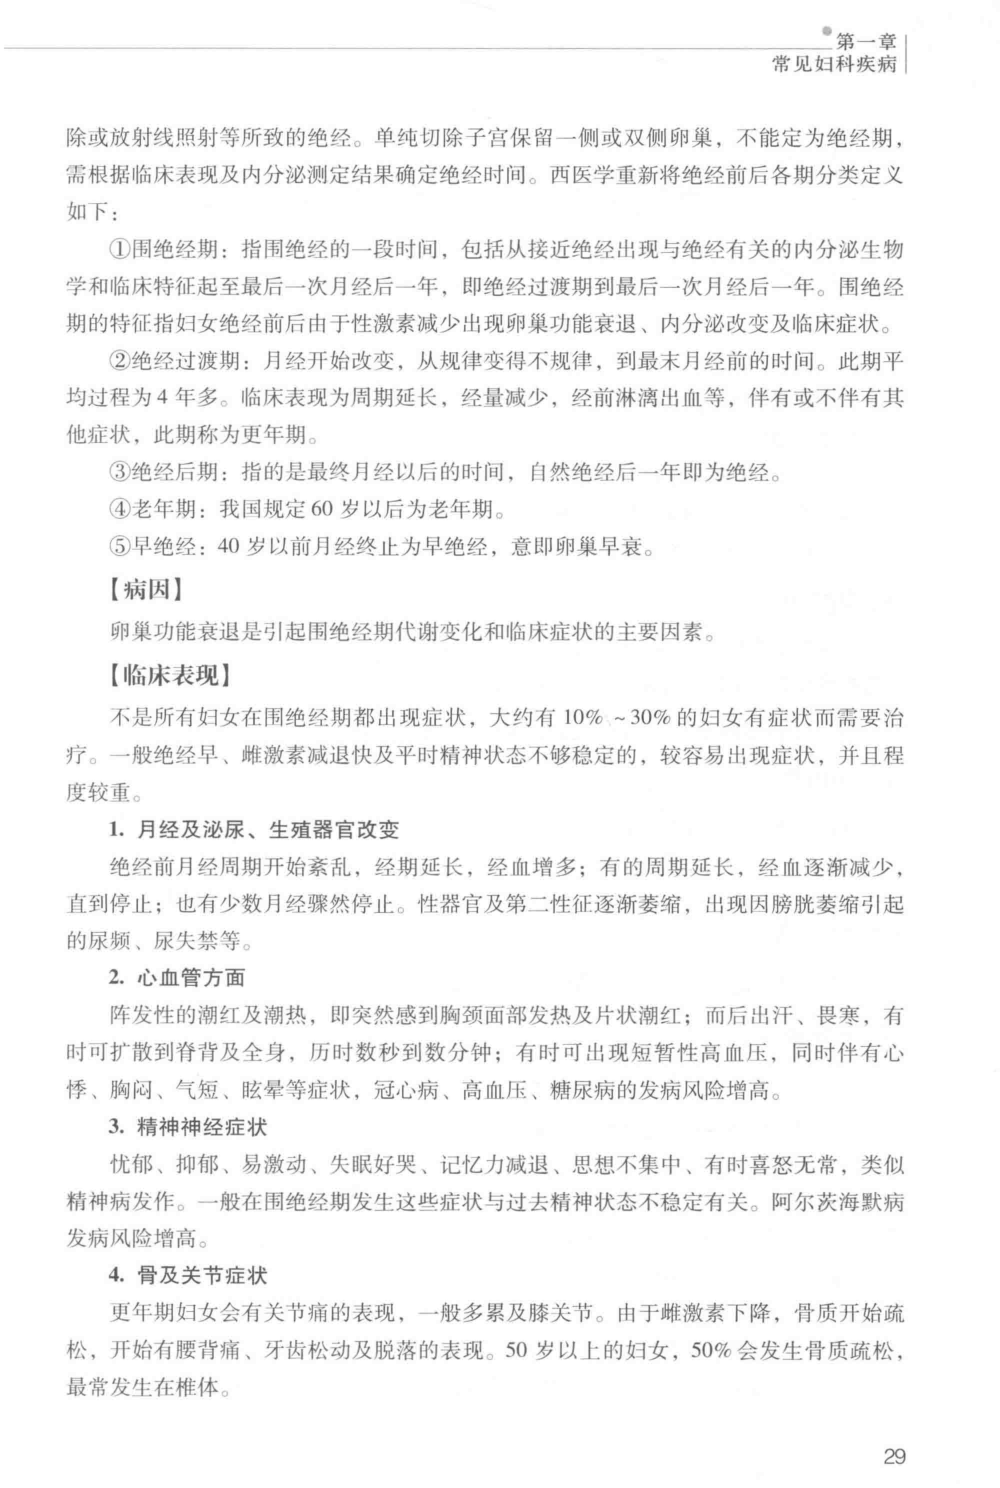 第一章
常见妇科疾病
除或放射线照射等所致的绝经。单纯切除子宫保留一侧或双侧卵巢，不能定为绝经期，
需根据临床表现及内分泌测定结果确定绝经时间。西医学重新将绝经前后各期分类定义
如下：
①围绝经期：指围绝经的一段时间，包括从接近绝经出现与绝经有关的内分泌生物
学和临床特征起至最后一次月经后一年，即绝经过渡期到最后一次月经后一年。围绝经
期的特征指妇女绝经前后由于性激素减少出现卵巢功能衰退、内分泌改变及临床症状。
②绝经过渡期：月经开始改变，从规律变得不规律，到最末月经前的时间。此期平
均过程为4 年多。临床表现为周期延长，经量减少，经前淋漓出血等，伴有或不伴有其
他症状，此期称为更年期。
③绝经后期：指的是最终月经以后的时间，自然绝经后一年即为绝经。
④老年期：我国规定60 岁以后为老年期。
⑤早绝经：40 岁以前月经终止为早绝经，意即卵巢早衰。
【病因】
卵巢功能衰退是引起围绝经期代谢变化和临床症状的主要因素。
【临床表现】
不是所有妇女在围绝经期都出现症状，大约有 10% ~ 30% 的妇女有症状而需要治
疗。一般绝经早、雌激素减退快及平时精神状态不够稳定的，较容易出现症状，并且程
度较重。
1. 月经及泌尿、生殖器官改变
绝经前月经周期开始紊乱，经期延长，经血增多；有的周期延长，经血逐渐减少，
直到停止；也有少数月经骤然停止。性器官及第二性征逐渐萎缩，出现因膀胱萎缩引起
的尿频、尿失禁等。
2. 心血管方面
阵发性的潮红及潮热，即突然感到胸颈面部发热及片状潮红；而后出汗、畏寒，有
时可扩散到脊背及全身，历时数秒到数分钟；有时可出现短暂性高血压，同时伴有心
悸、胸闷、气短、眩晕等症状，冠心病、高血压、糖尿病的发病风险增高。
3. 精神神经症状
忧郁、抑郁、易激动、失眠好哭、记忆力减退、思想不集中、有时喜怒无常，类似
精神病发作。一般在围绝经期发生这些症状与过去精神状态不稳定有关。阿尔茨海默病
发病风险增高。
4. 骨及关节症状
更年期妇女会有关节痛的表现，一般多累及膝关节。由于雌激素下降，骨质开始疏
松，开始有腰背痛、牙齿松动及脱落的表现。50 岁以上的妇女，50% 会发生骨质疏松，
最常发生在椎体。
29